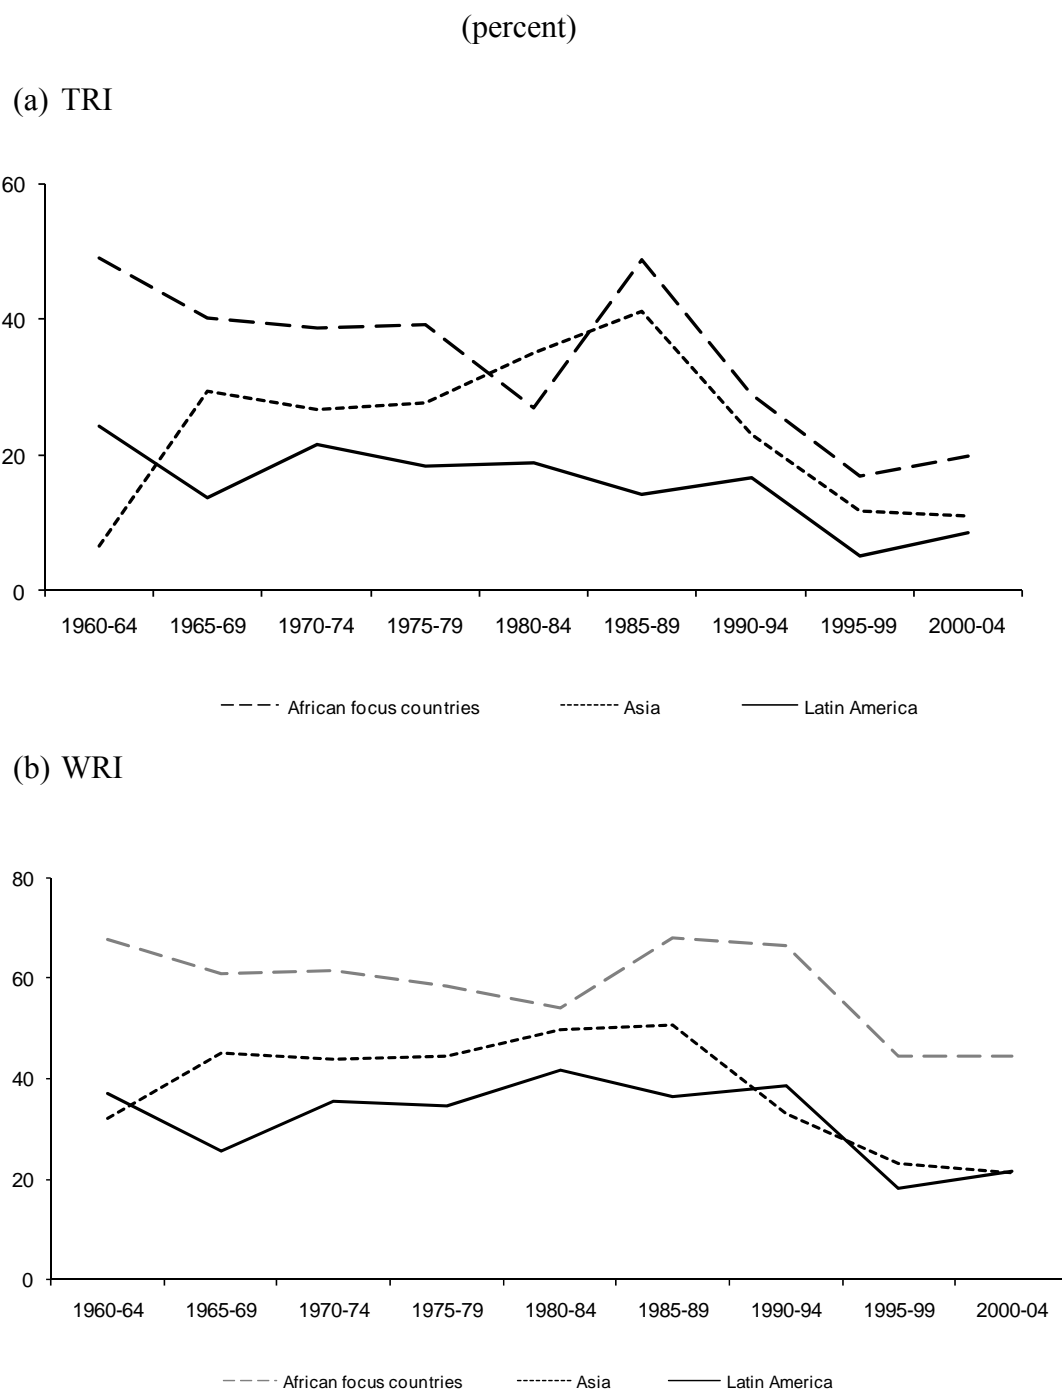 (percent)
(a) TRI
60
40
20
0
1960-64 1965-69 1970-74 1975-79 1980-84 1985-89 1990-94 1995-99 2000-04
African focus countries Asia Latin America
(b) WRI
80
60
40
20
0
1960-64 1965-69 1970-74 1975-79 1980-84 1985-89 1990-94 1995-99 2000-04
African focus countries Asia Latin America